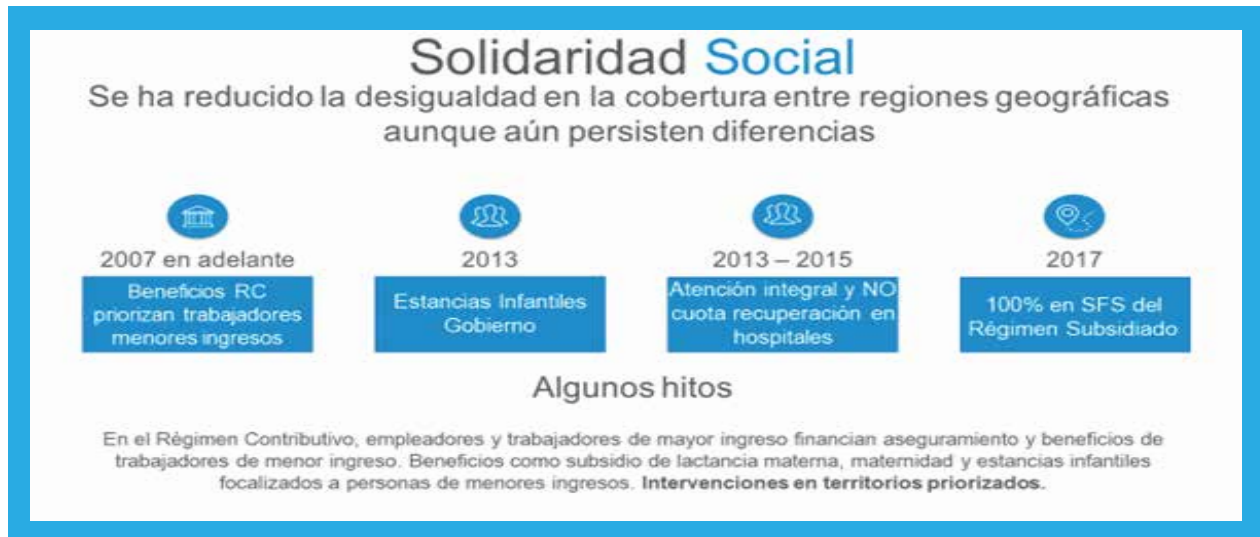 Solidaridad Social
Se ha reducido la desigualdad en la cobertura entre regiones geográficas
aunque aún persisten diferencias
2007 en adelante
Beneficios RC
priorizan trabajadores
menores ingresos
2013
Estancias Infantiles
Gobierno
2013 – 2015
Atención integral y NO
cuota recuperación en
hospitales
2017
100% en SFS del
Régimen Subsidiado
Algunos hitos
En el Régimen Contributivo, empleadores y trabajadores de mayor ingreso financian aseguramiento y beneficios de
trabajadores de menor ingreso. Beneficios como subsidio de lactancia materna, maternidad y estancias infantiles
focalizados a personas de menores ingresos. Intervenciones en territorios priorizados.